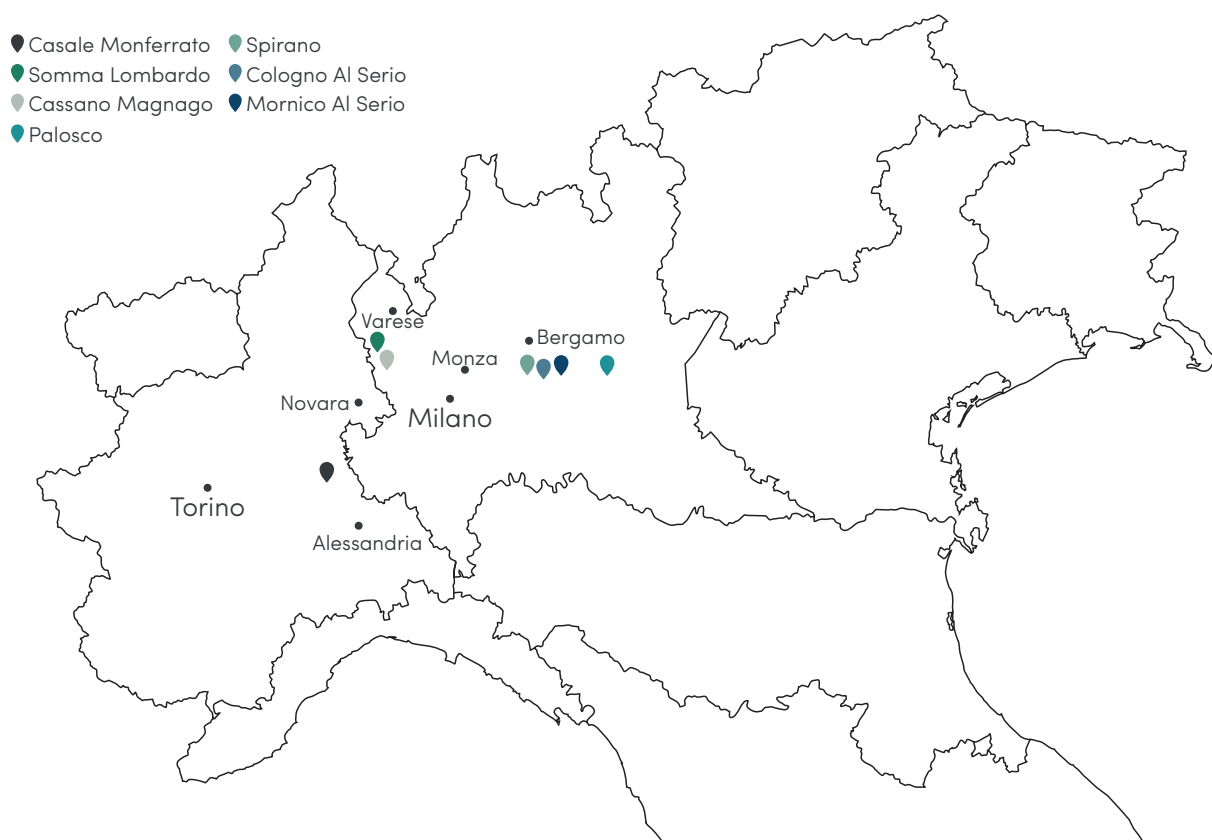 Casale Monferrato
Somma Lombardo
Cassano Magnago
Palosco
Spirano
Cologno Al Serio
Mornico Al Serio
Varese
Bergamo
Monza
Novara
Milano
Torino
Alessandria